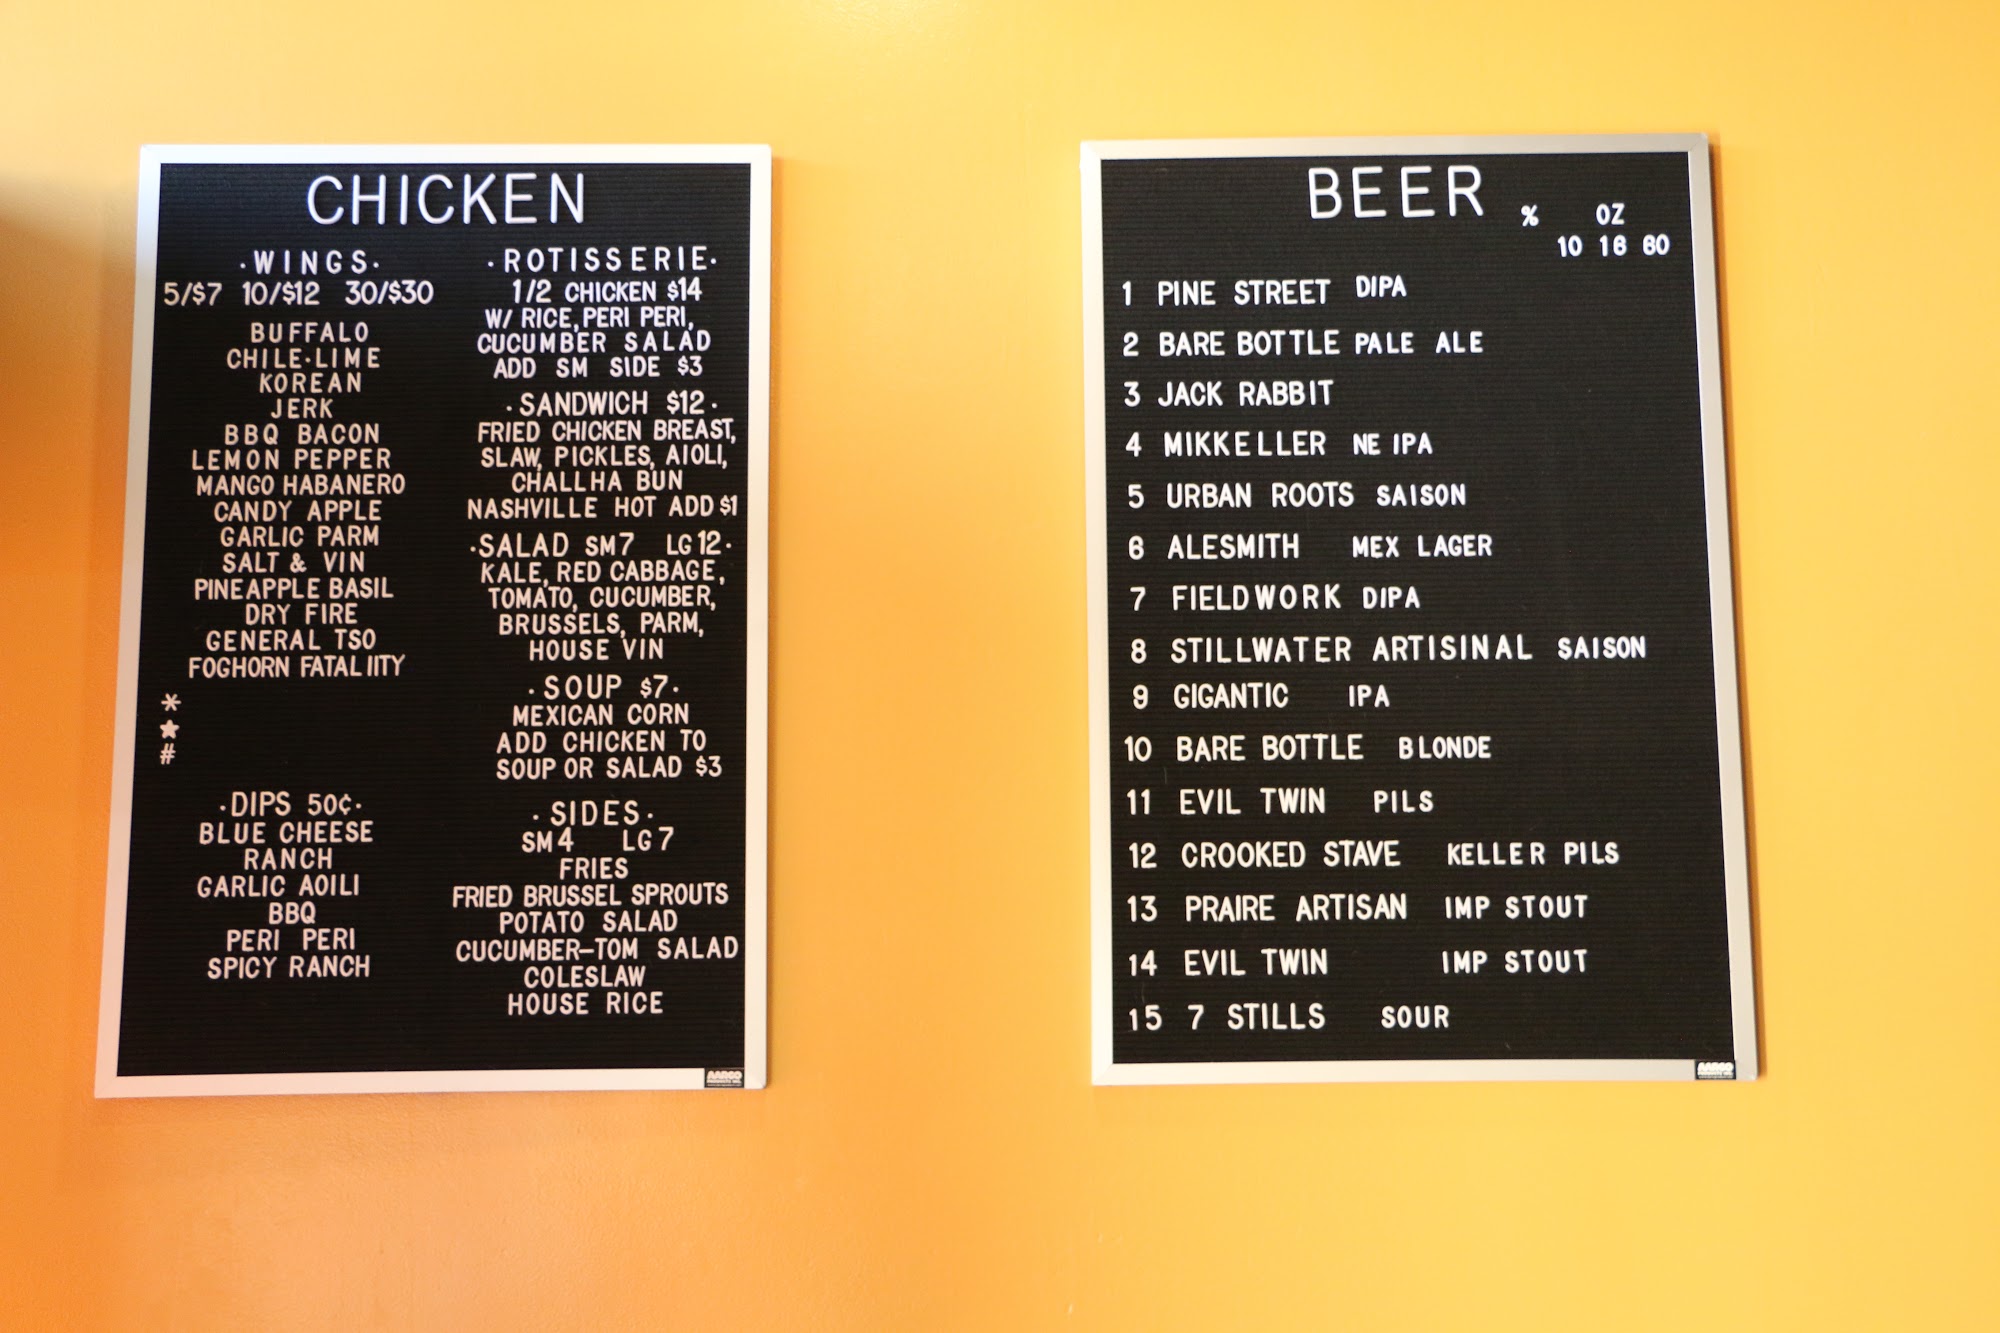 CHICKEN
·WINGS·
5/$7 10/$12 30/$30
BUFFALO
CHILE·LIME
KOREAN
JERK
BBQ BACON
LEMON PEPPER
MANGO HABANERO
CANDY APPLE
GARLIC PARM
SALT & VIN
PINEAPPLE BASIL
DRY FIRE
GENERAL TSO
FOGHORN FATALIITY
*
★
#
·DIPS 50¢·
BLUE CHEESE
RANCH
GARLIC AOILI
BBQ
PERI PERI
SPICY RANCH
·ROTISSERIE·
1/2 CHICKEN $14
W/ RICE, PERI PERI,
CUCUMBER SALAD
ADD SM SIDE $3
·SANDWICH $12·
FRIED CHICKEN BREAST,
SLAW, PICKLES, AIOLI,
CHALLHA BUN
NASHVILLE HOT ADD $1
·SALAD SM7 LG12·
KALE, RED CABBAGE,
TOMATO, CUCUMBER,
BRUSSELS, PARM,
HOUSE VIN
·SOUP $7·
MEXICAN CORN
ADD CHICKEN TO
SOUP OR SALAD $3
·SIDES·
SM4 LG7
FRIES
FRIED BRUSSEL SPROUTS
POTATO SALAD
CUCUMBER–TOM SALAD
COLESLAW
HOUSE RICE
AARCO
BEER % OZ
10 16 60
1 PINE STREET DIPA
2 BARE BOTTLE PALE ALE
3 JACK RABBIT
4 MIKKELLER NE IPA
5 URBAN ROOTS SAISON
6 ALESMITH MEX LAGER
7 FIELDWORK DIPA
8 STILLWATER ARTISINAL SAISON
9 GIGANTIC IPA
10 BARE BOTTLE BLONDE
11 EVIL TWIN PILS
12 CROOKED STAVE KELLER PILS
13 PRAIRE ARTISAN IMP STOUT
14 EVIL TWIN IMP STOUT
15 7 STILLS SOUR
AARCO